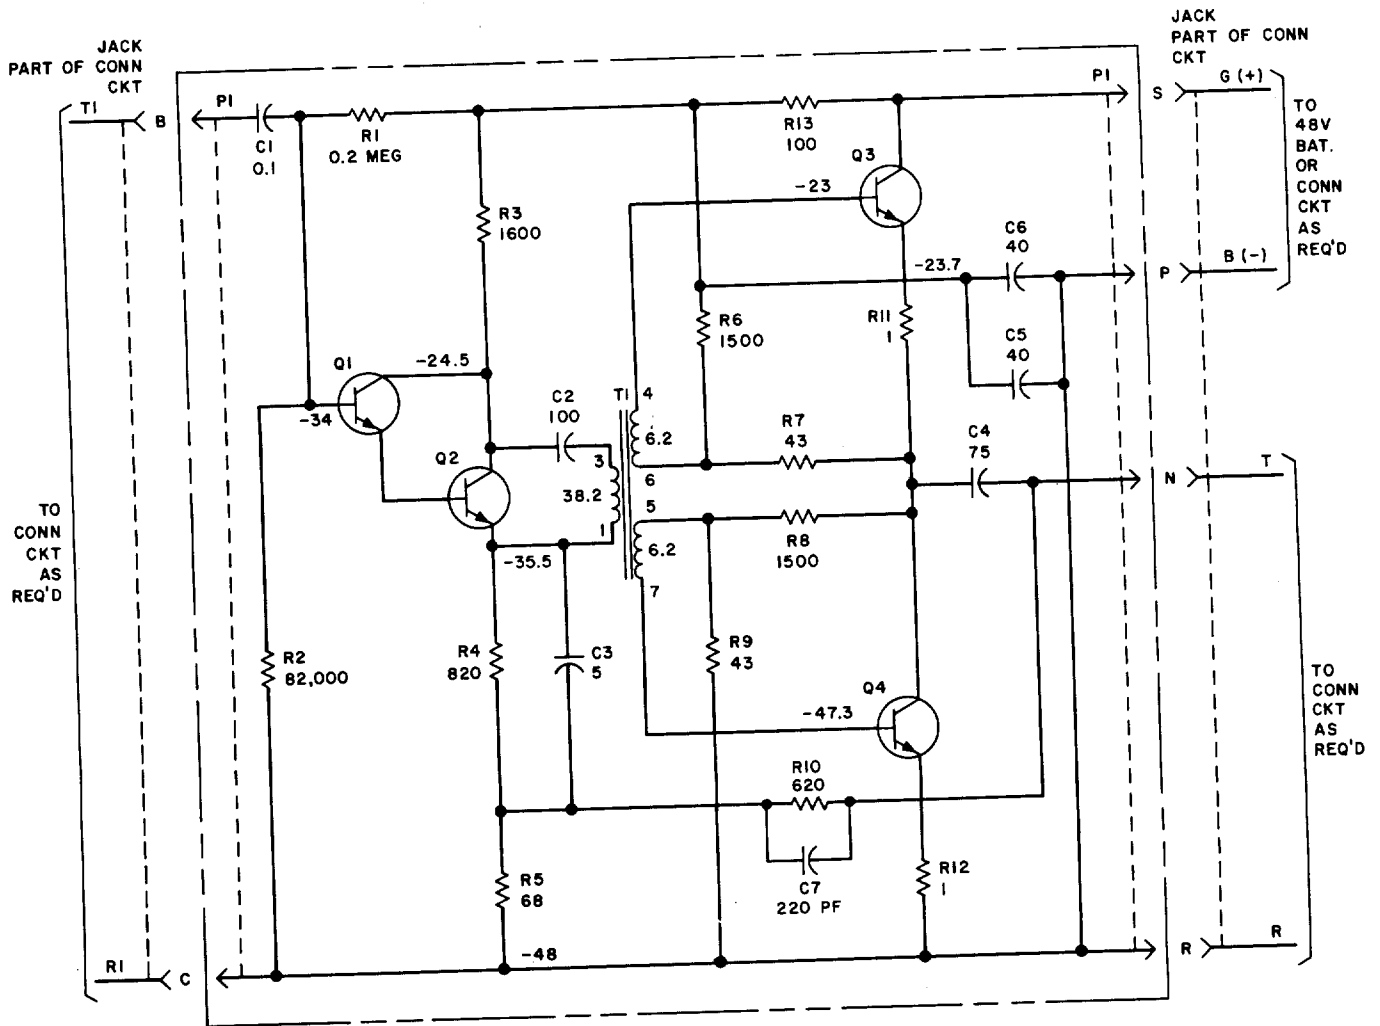 JACK
PART OF CONN
CKT
T1
B
P1
C1
0.1
R1
0.2 MEG
R13
100
P1
S
JACK
PART OF CONN
CKT
G (+)
TO
48V
BAT.
OR
CONN
CKT
AS
REQ'D
Q3
-23
R3
1600
C6
40
-23.7
P
B (-)
R6
1500
R11
1
C5
40
Q1
-24.5
-34
T1
4
6.2
6
C2
100
3
38.2
1
R7
43
C4
75
N
T
Q2
-35.5
5
6.2
7
R8
1500
TO
CONN
CKT
AS
REQ'D
R2
82,000
R4
820
C3
5
R9
43
Q4
-47.3
TO
CONN
CKT
AS
REQ'D
R10
620
C7
220 PF
R5
68
R12
1
-48
R1
C
R
R